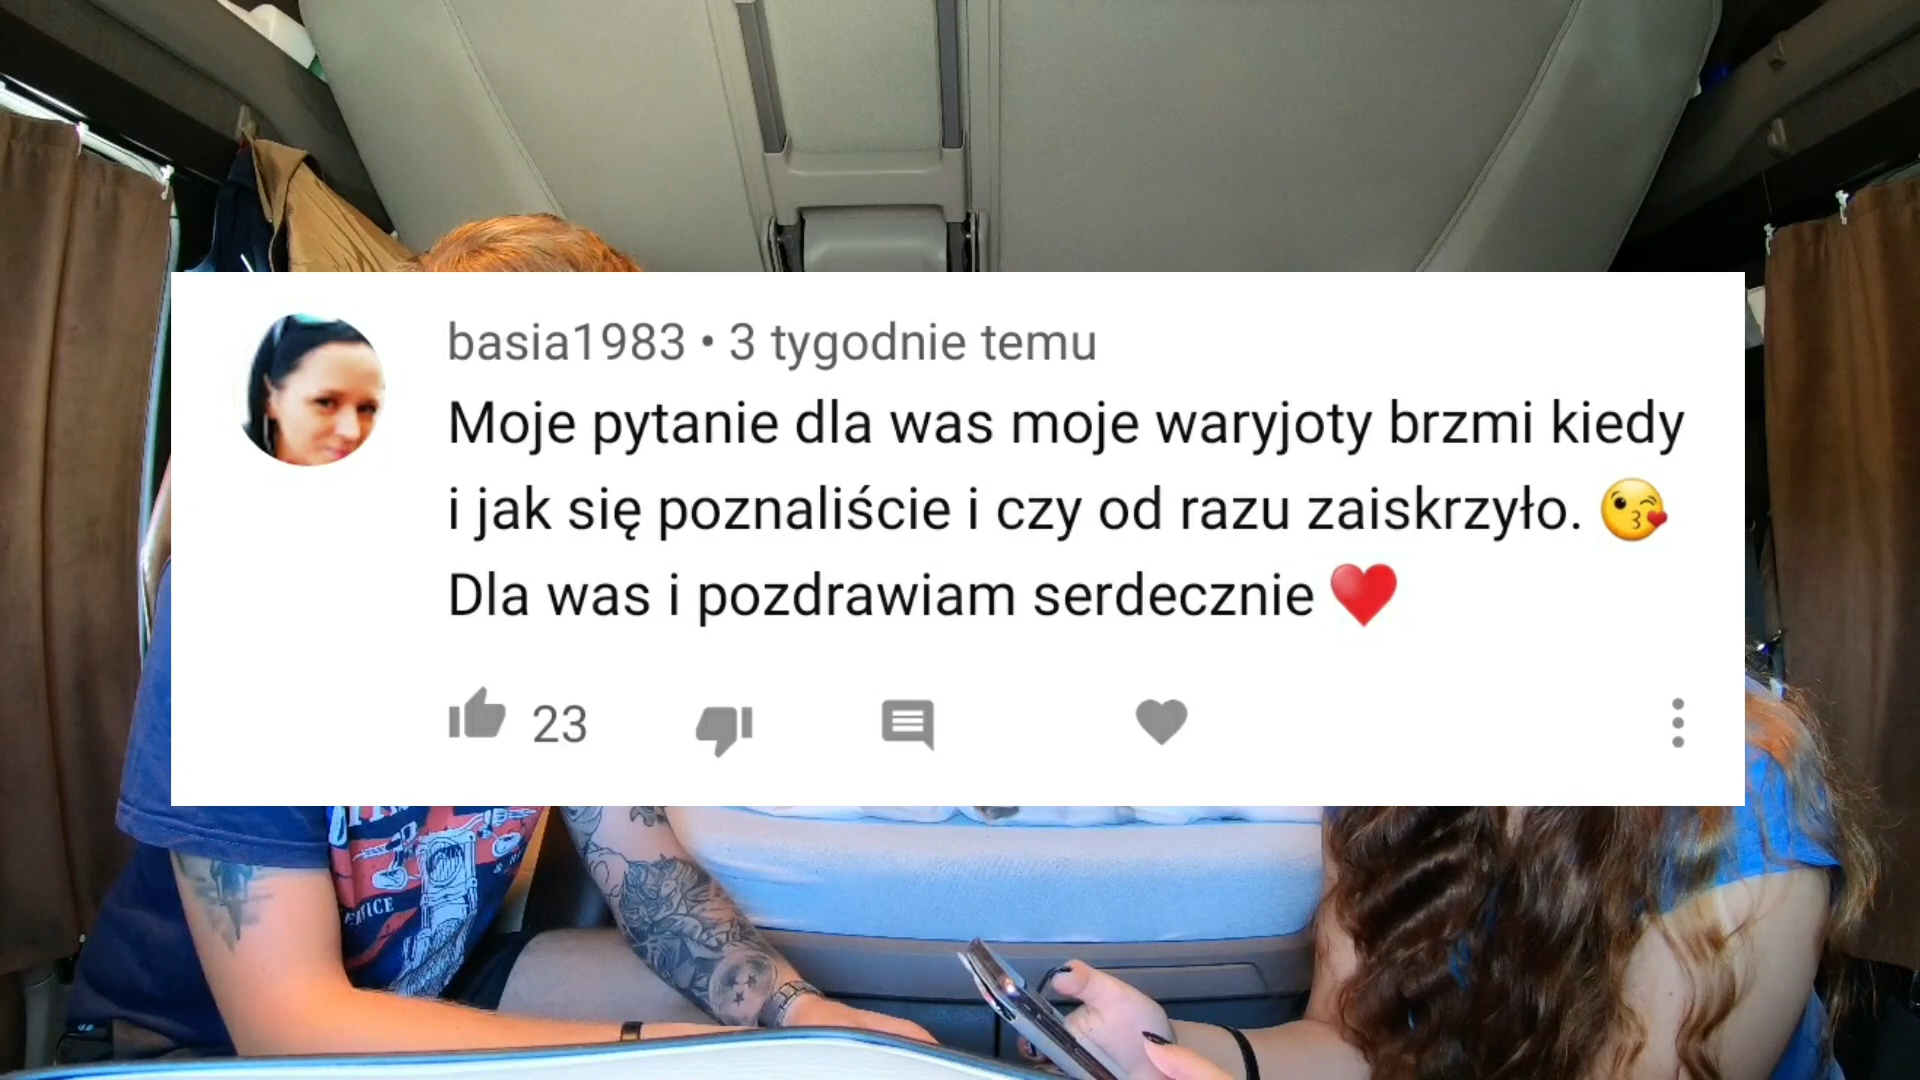 basia1983 • 3 tygodnie temu
Moje pytanie dla was moje waryjoty brzmi kiedy
i jak się poznaliście i czy od razu zaiskrzyło. 😘
Dla was i pozdrawiam serdecznie ♥️
23